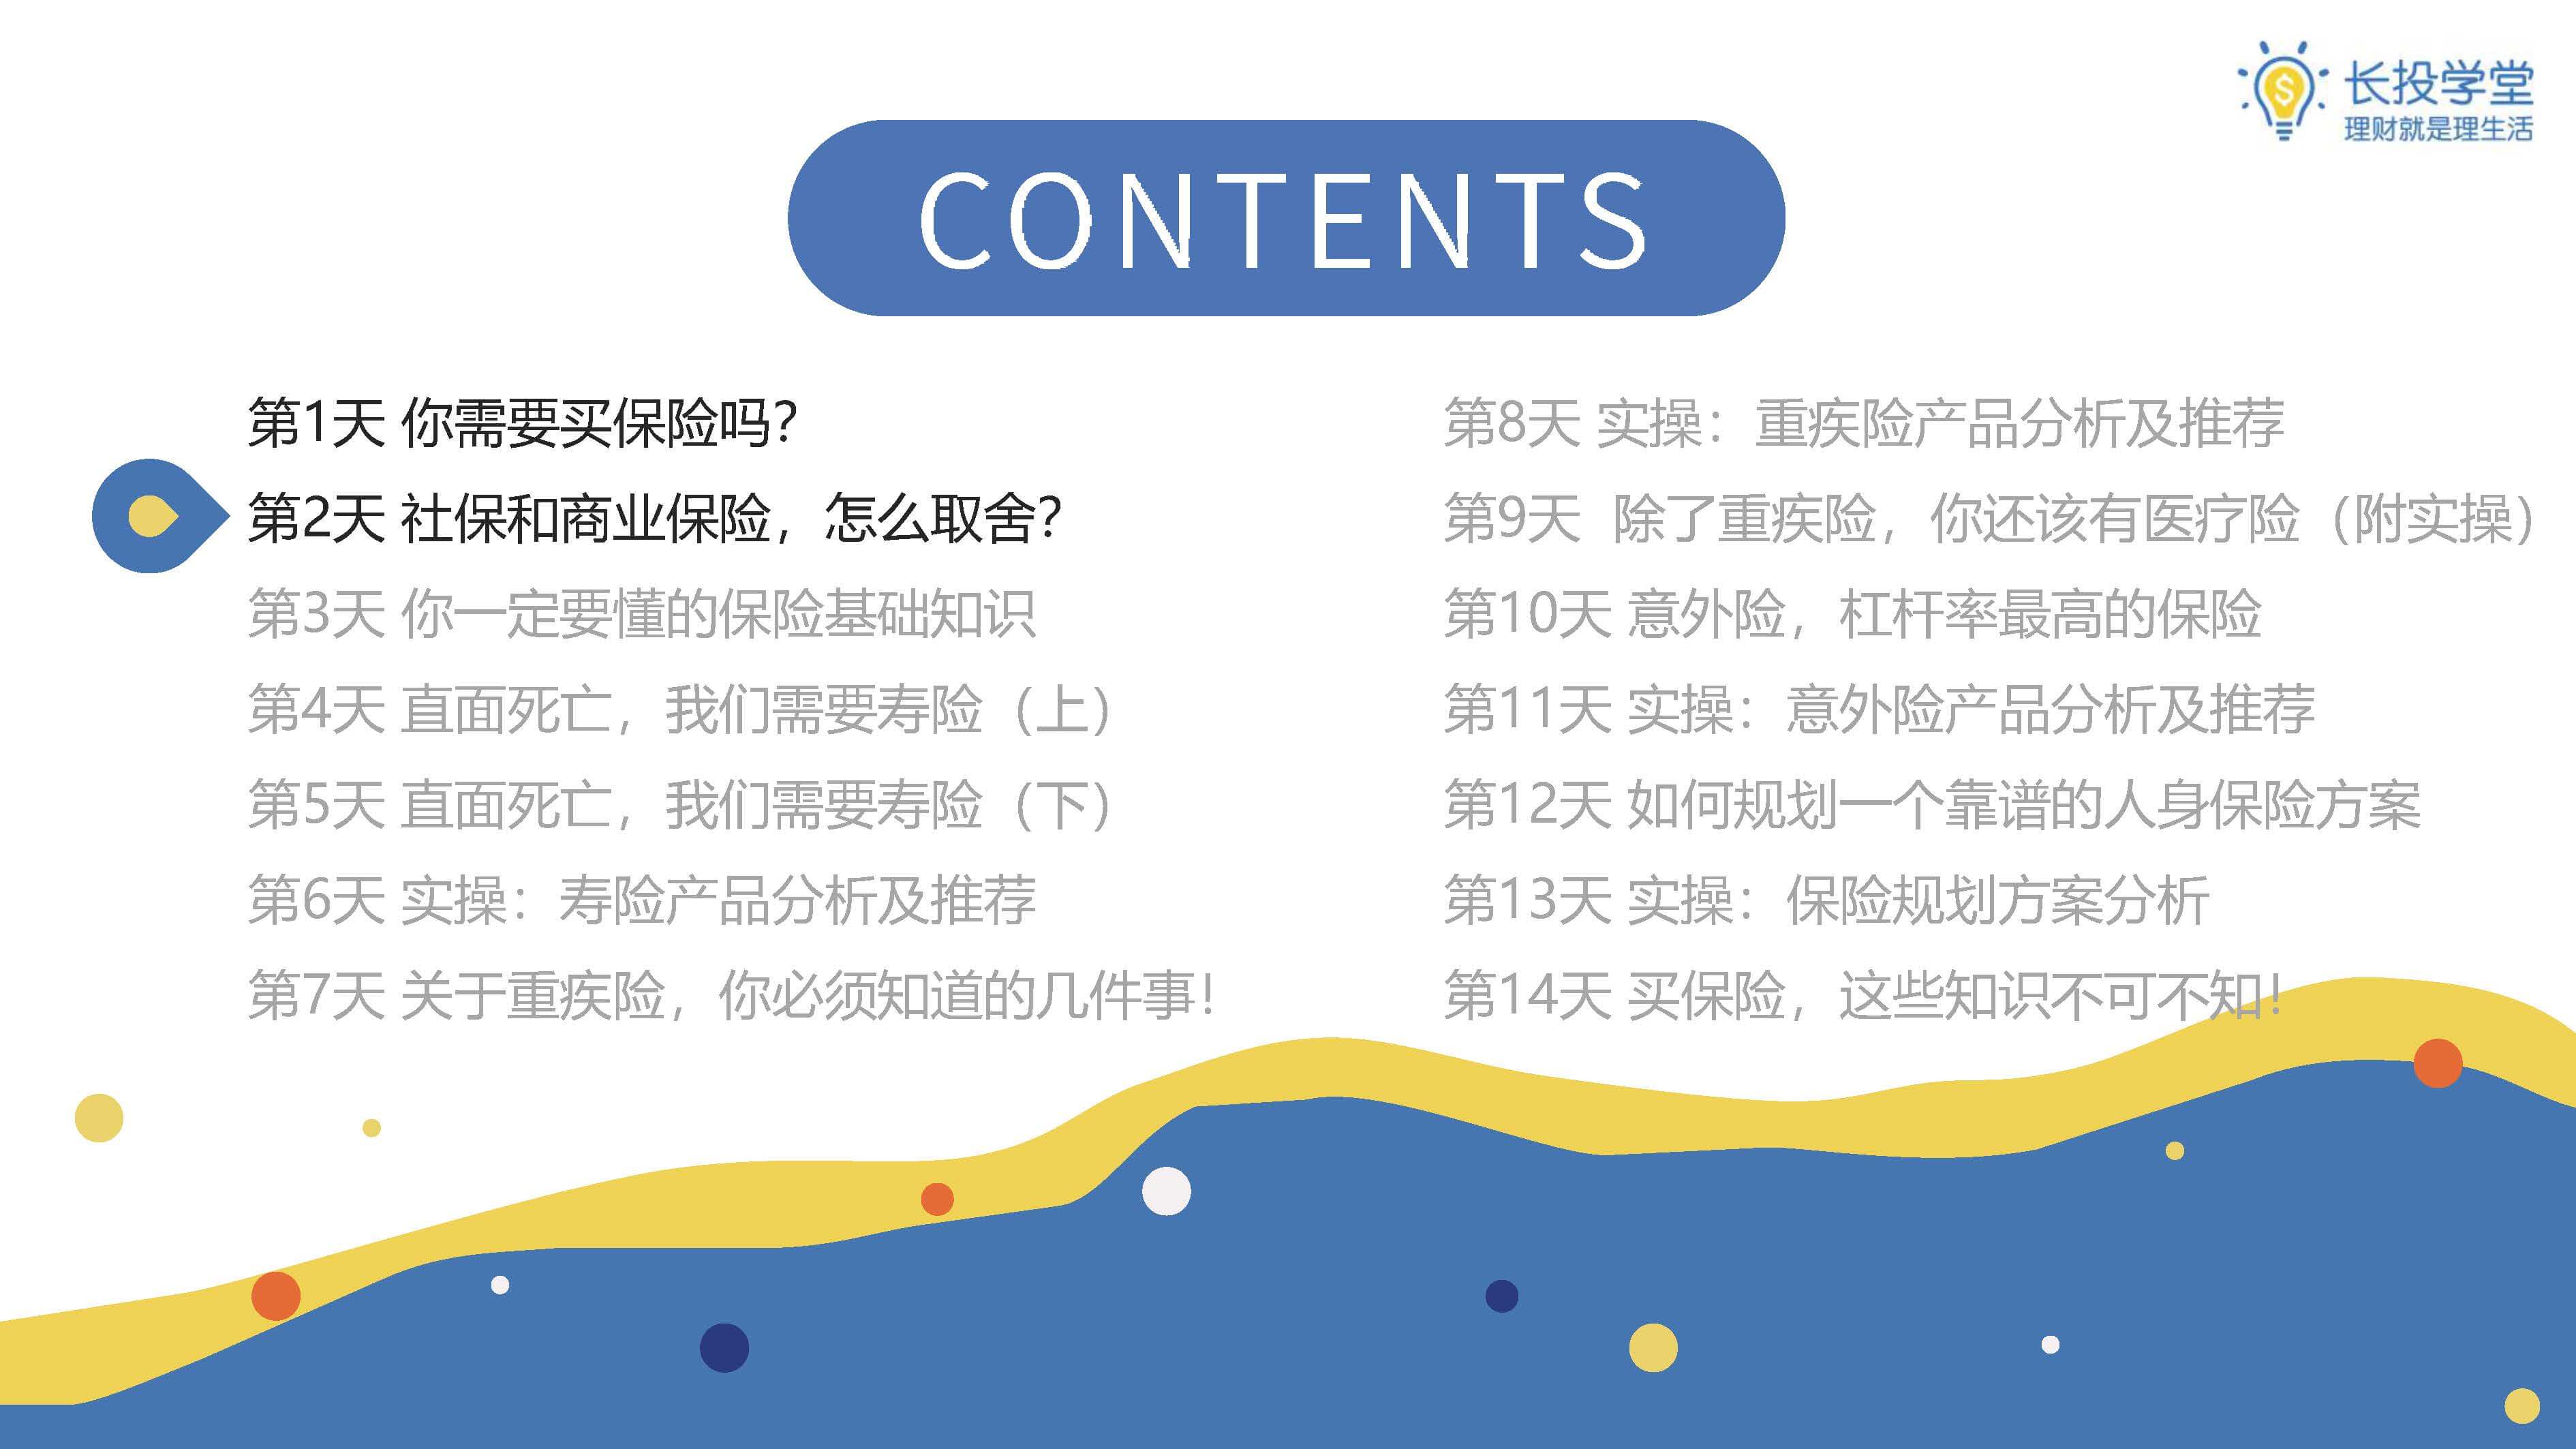 长投学堂
理财就是理生活
CONTENTS
第1天 你需要买保险吗？
第2天 社保和商业保险，怎么取舍？
第3天 你一定要懂的保险基础知识
第4天 直面死亡，我们需要寿险（上）
第5天 直面死亡，我们需要寿险（下）
第6天 实操：寿险产品分析及推荐
第7天 关于重疾险，你必须知道的几件事！
第8天 实操：重疾险产品分析及推荐
第9天 除了重疾险，你还该有医疗险（附实操）
第10天 意外险，杠杆率最高的保险
第11天 实操：意外险产品分析及推荐
第12天 如何规划一个靠谱的人身保险方案
第13天 实操：保险规划方案分析
第14天 买保险，这些知识不可不知！